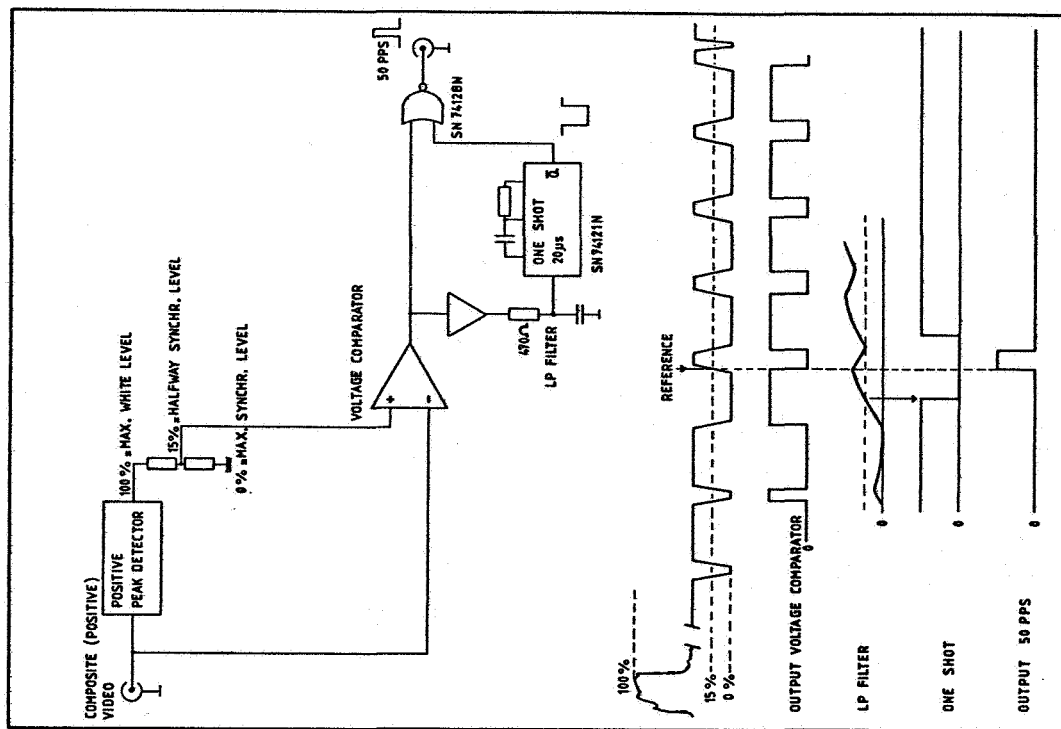 COMPOSITE (POSITIVE)
VIDEO
POSITIVE
PEAK DETECTOR
100% = MAX. WHITE LEVEL
15% = HALFWAY SYNCHR. LEVEL
0% = MAX. SYNCHR. LEVEL
VOLTAGE COMPARATOR
+
-
470Ω
LP FILTER
ONE SHOT
20µs
Q̅
SN 74121N
SN 74128N
50 PPS
REFERENCE
100%
15%
0%
OUTPUT VOLTAGE COMPARATOR
0
LP FILTER
0
ONE SHOT
0
OUTPUT 50 PPS
0